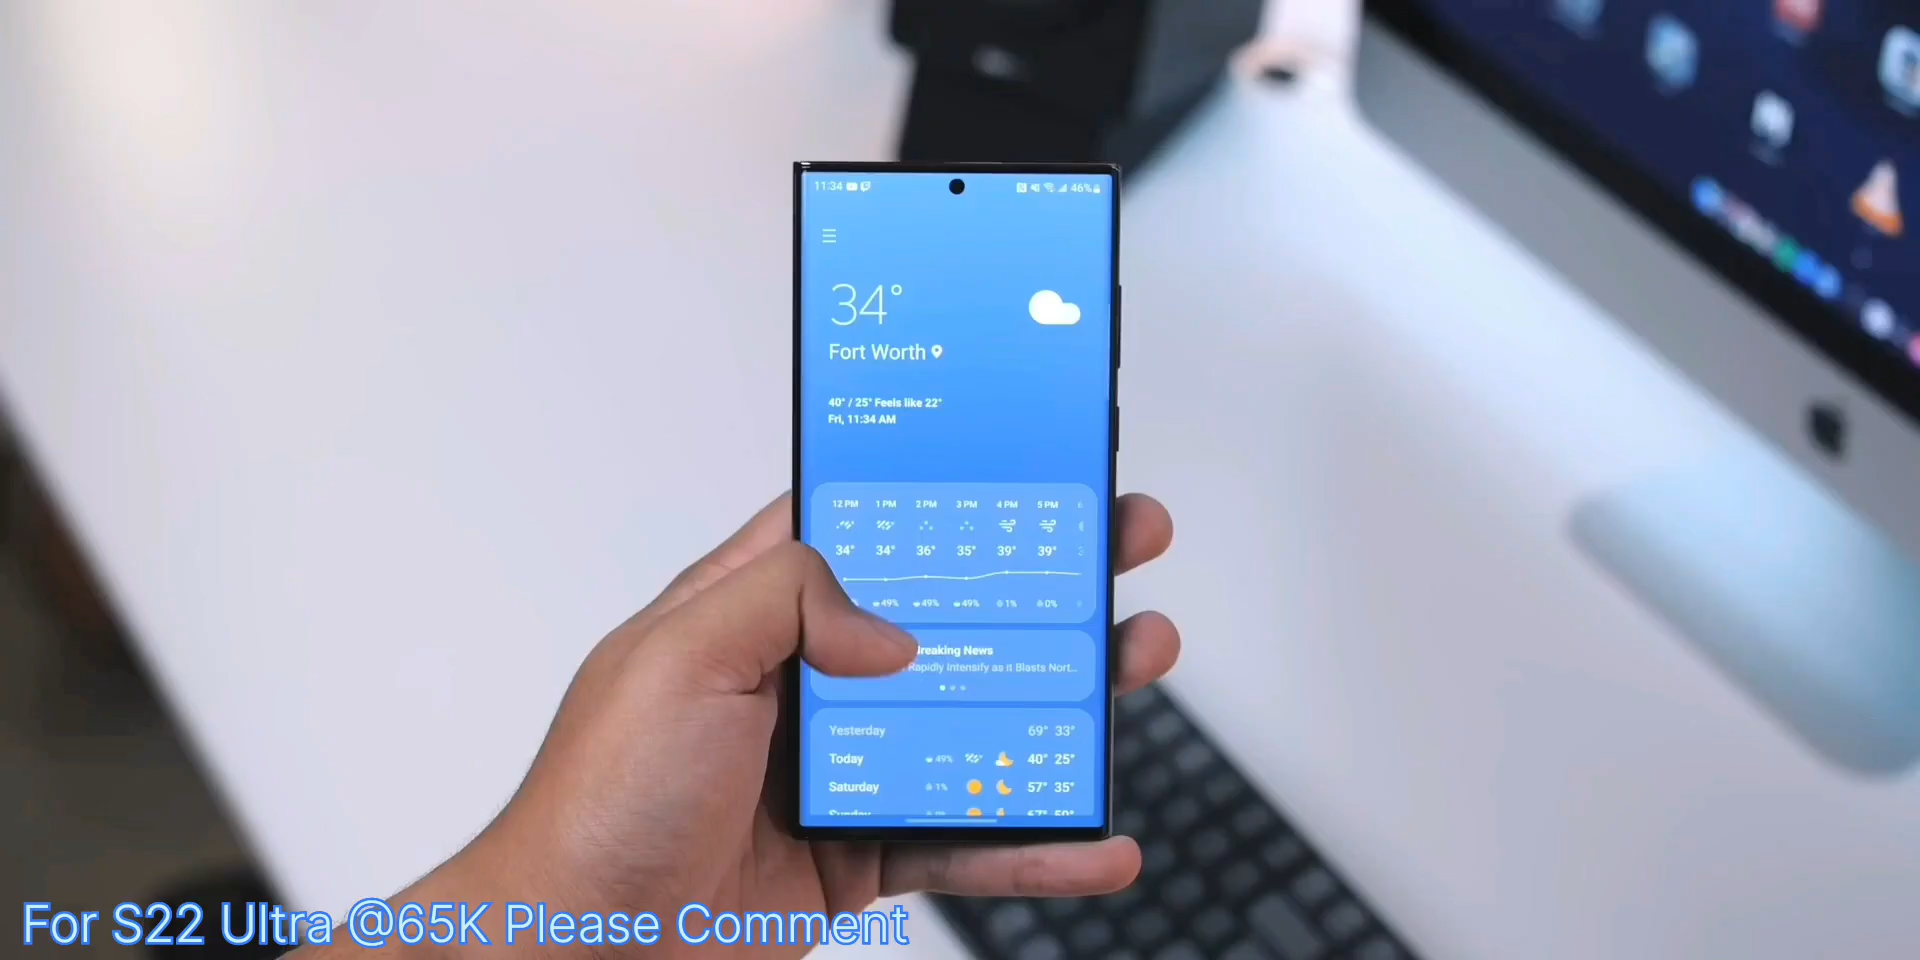 11:34
46%
34°
Fort Worth
40° / 25° Feels like 22°
Fri, 11:34 AM
12 PM 1 PM 2 PM 3 PM 4 PM 5 PM
34° 34° 36° 35° 39° 39°
49% 49% 49% 1% 0%
Breaking News
Rapidly Intensify as it Blasts Nort...
Yesterday 69° 33°
Today 49% 40° 25°
Saturday 1% 57° 35°
Sunday
For S22 Ultra @65K Please Comment